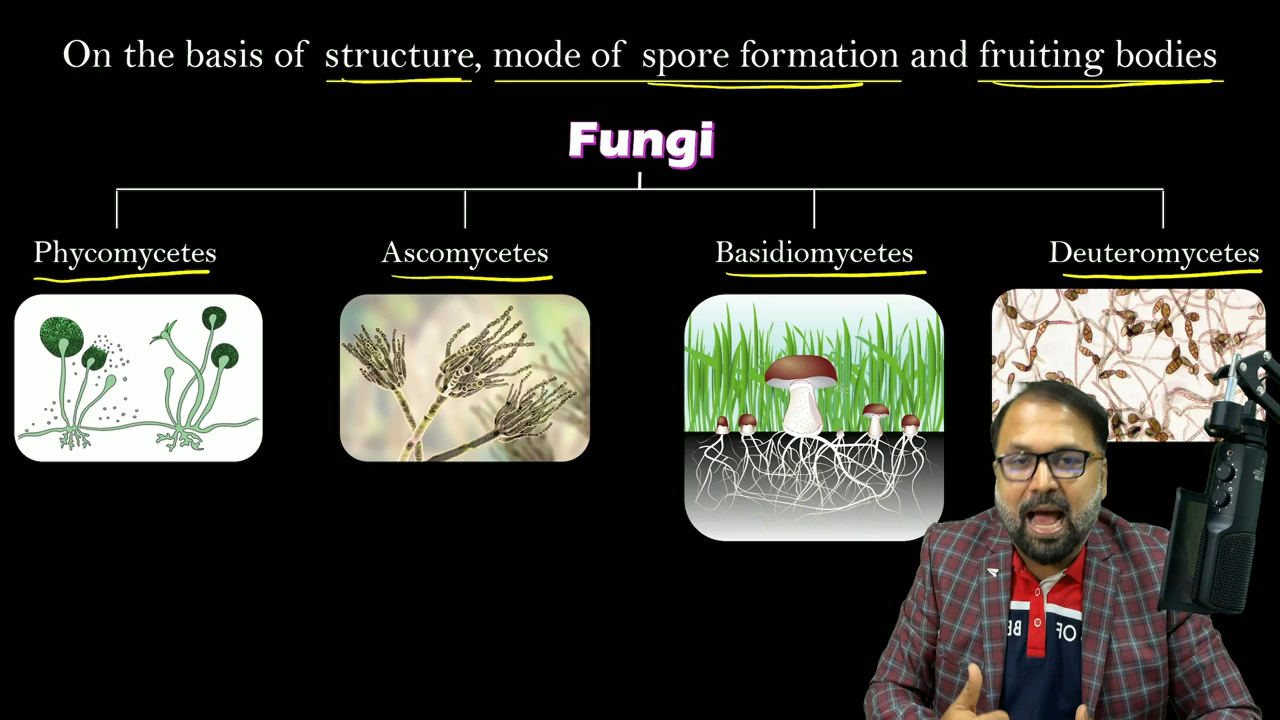 On the basis of structure, mode of spore formation and fruiting bodies
Fungi
Phycomycetes
Ascomycetes
Basidiomycetes
Deuteromycetes